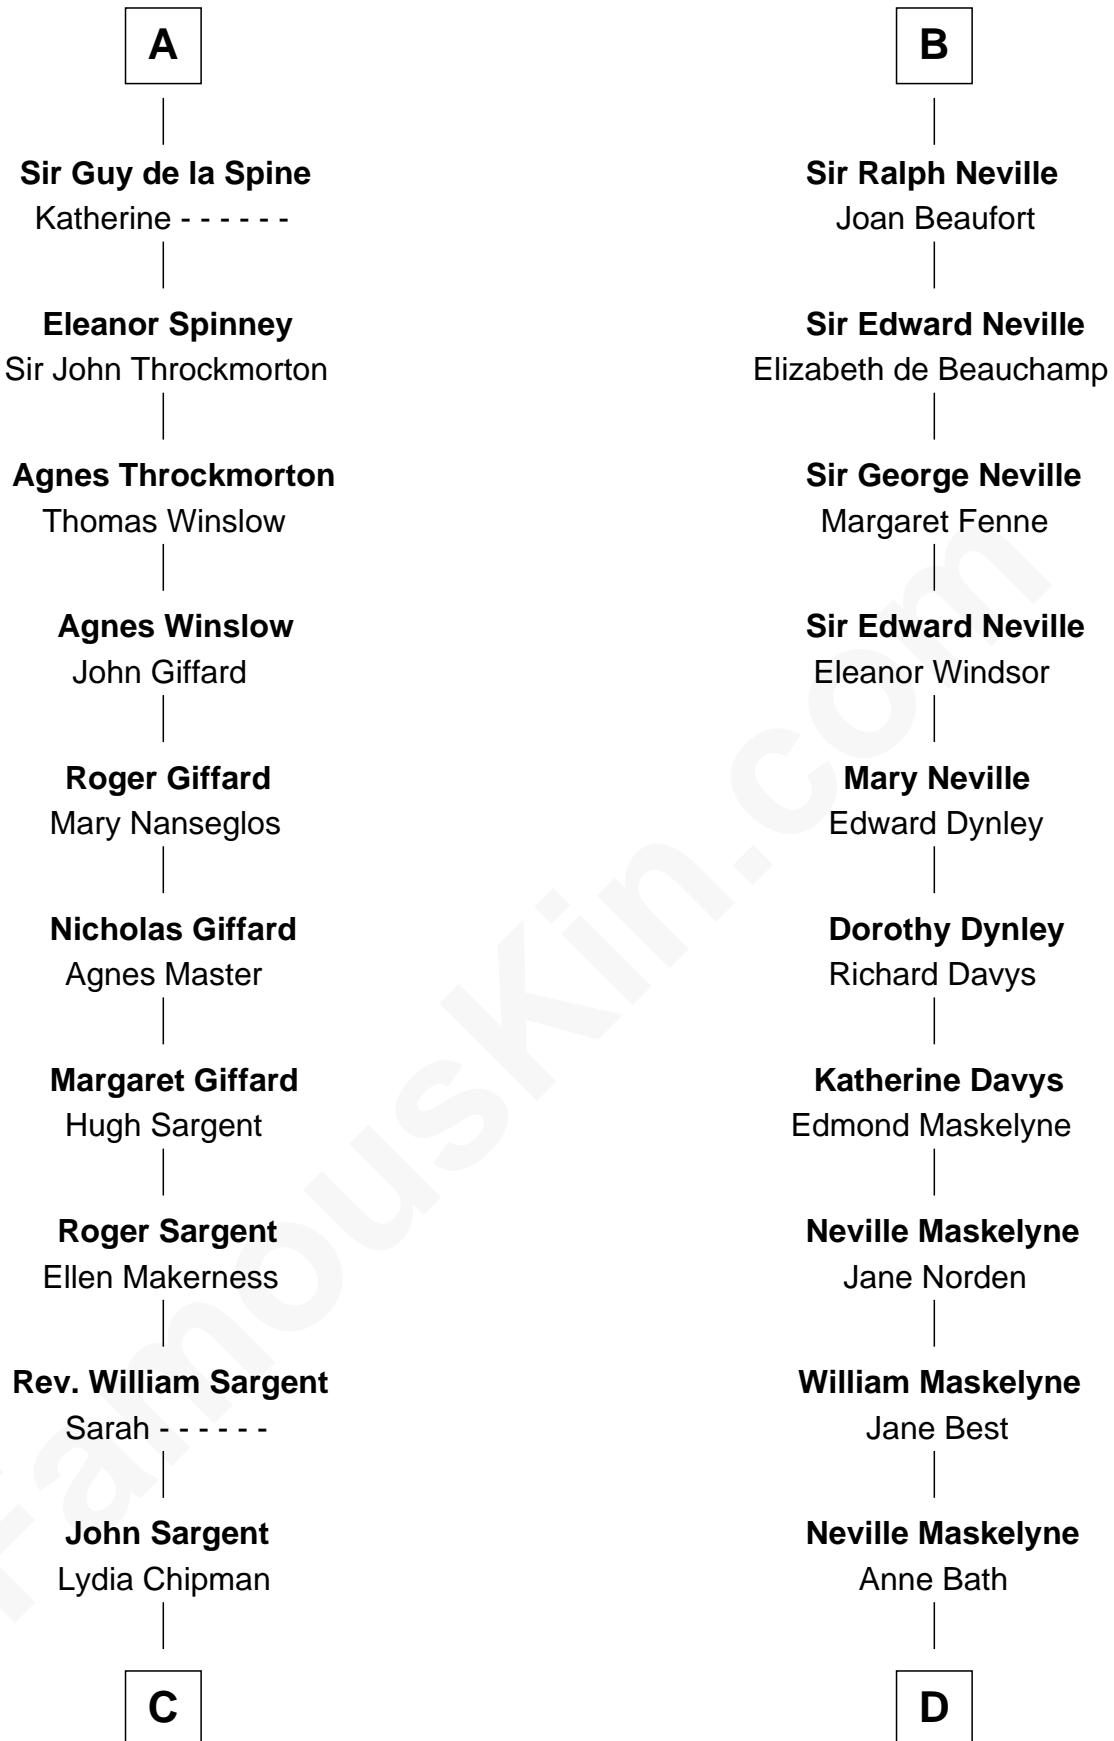 A
Sir Guy de la Spine
Katherine - - - - - -
Eleanor Spinney
Sir John Throckmorton
Agnes Throckmorton
Thomas Winslow
Agnes Winslow
John Giffard
Roger Giffard
Mary Nanseglos
Nicholas Giffard
Agnes Master
Margaret Giffard
Hugh Sargent
Roger Sargent
Ellen Makerness
Rev. William Sargent
Sarah - - - - - -
John Sargent
Lydia Chipman
C
B
Sir Ralph Neville
Joan Beaufort
Sir Edward Neville
Elizabeth de Beauchamp
Sir George Neville
Margaret Fenne
Sir Edward Neville
Eleanor Windsor
Mary Neville
Edward Dynley
Dorothy Dynley
Richard Davys
Katherine Davys
Edmond Maskelyne
Neville Maskelyne
Jane Norden
William Maskelyne
Jane Best
Neville Maskelyne
Anne Bath
D
FamousKin.com